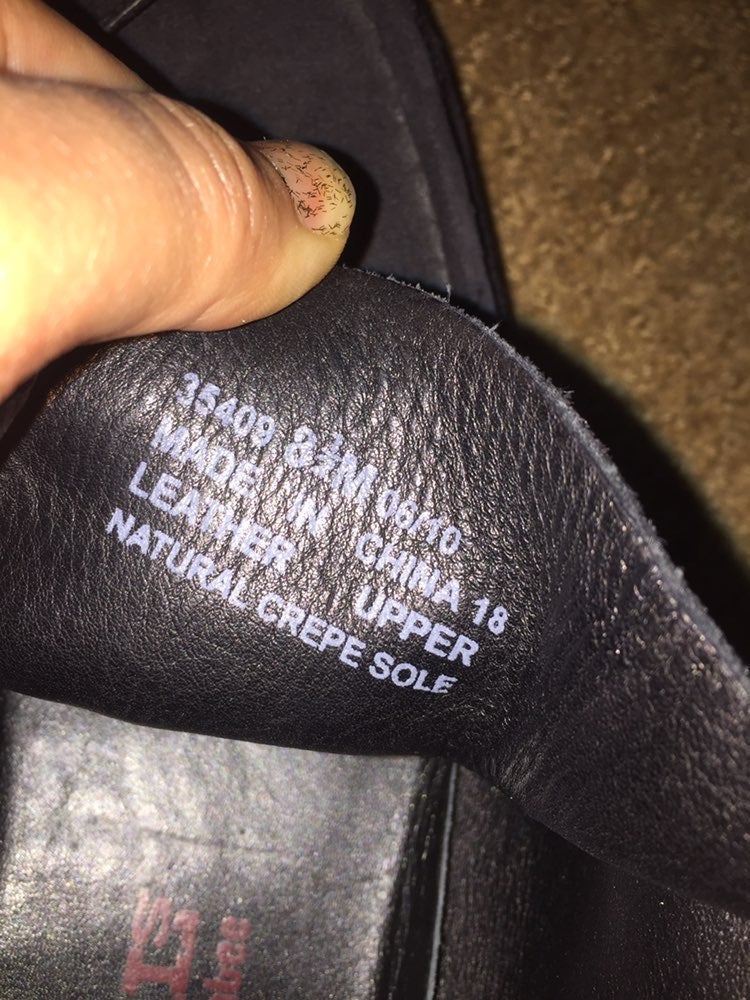 35409 8½M 06/10
MADE IN CHINA 18
LEATHER UPPER
NATURAL CREPE SOLE